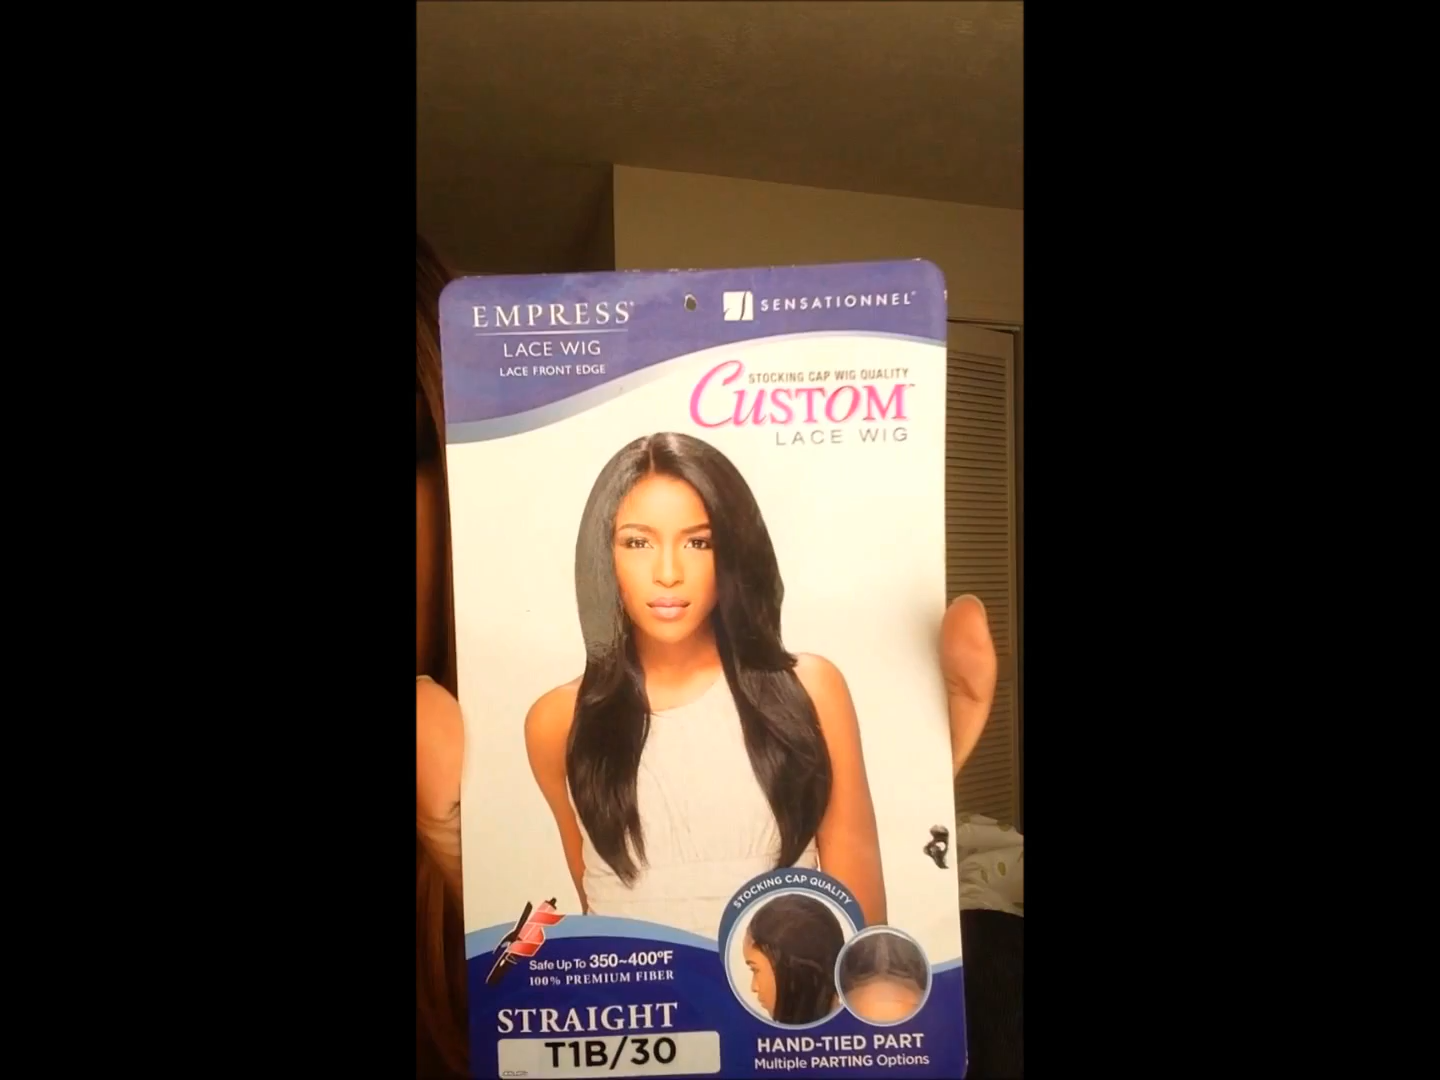 EMPRESS
LACE WIG
LACE FRONT EDGE
SENSATIONNEL
STOCKING CAP WIG QUALITY
CUSTOM™
LACE WIG
STOCKING CAP QUALITY
Safe Up To 350~400°F
100% PREMIUM FIBER
STRAIGHT
T1B/30
HAND-TIED PART
Multiple PARTING Options